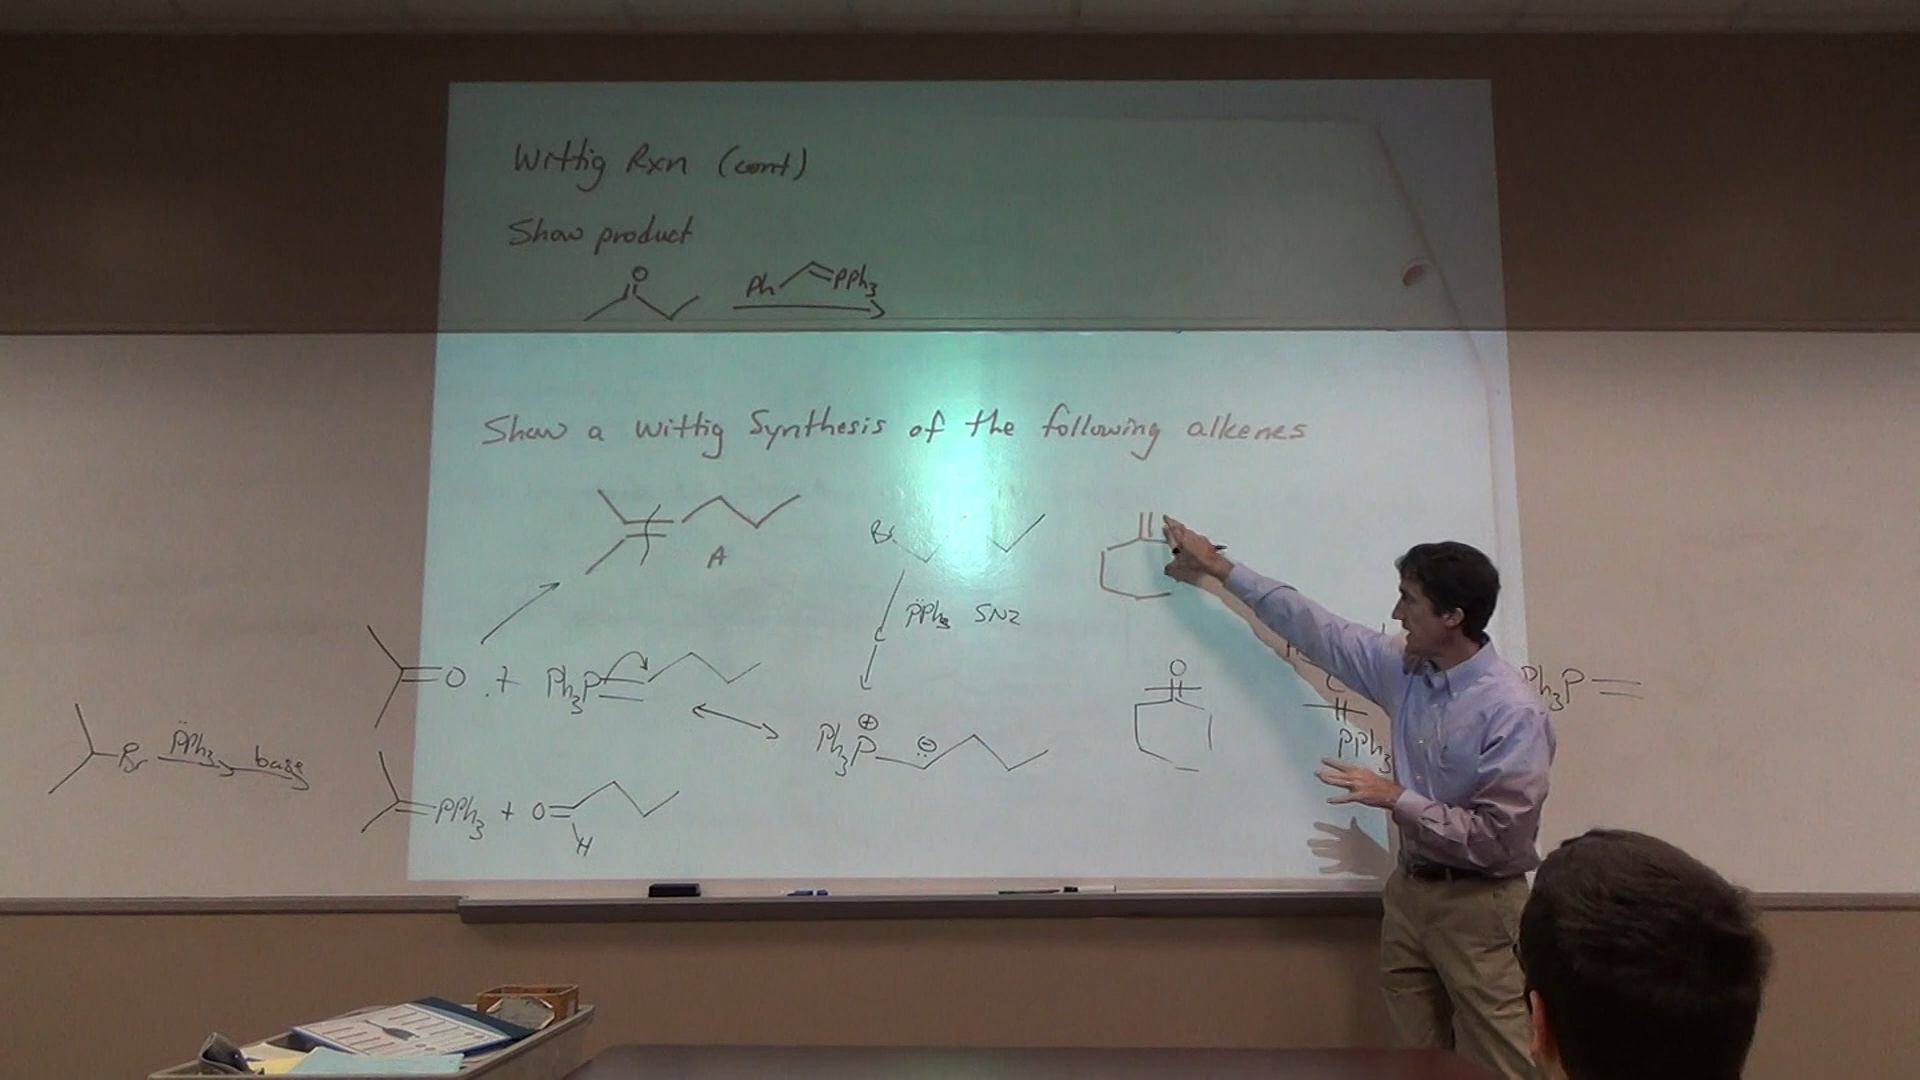 Wittig Rxn (cont)
Show product
O
Ph PPh3
Show a Wittig Synthesis of the following alkenes
A
Br
PPh3 SN2
O + Ph3P
O
C
Ph3P
PPh3
Br PPh3 base
Ph3P
PPh3 + O
H